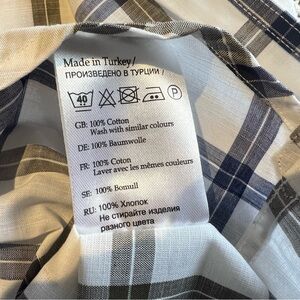 Made in Turkey/
ПРОИЗВЕДЕНО В ТУРЦИИ /
40 P
GB: 100% Cotton
Wash with similar colours
DE: 100% Baumwolle
FR: 100% Coton
Laver avec les mêmes couleurs
SE: 100% Bomull
RU: 100% Хлопок
Не стирайте изделия
разного цвета